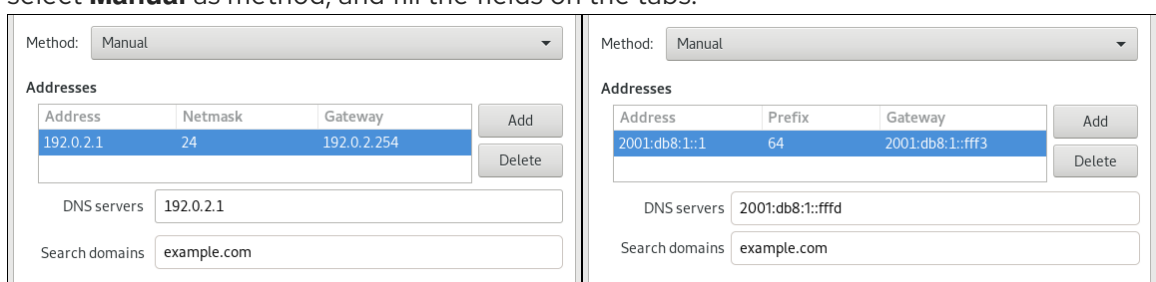 select Manual as method, and fill the fields on the tabs.
Method: Manual
Addresses
Address Netmask Gateway
192.0.2.1 24 192.0.2.254
Add
Delete
DNS servers 192.0.2.1
Search domains example.com
Method: Manual
Addresses
Address Prefix Gateway
2001:db8:1::1 64 2001:db8:1::fff3
Add
Delete
DNS servers 2001:db8:1::fffd
Search domains example.com